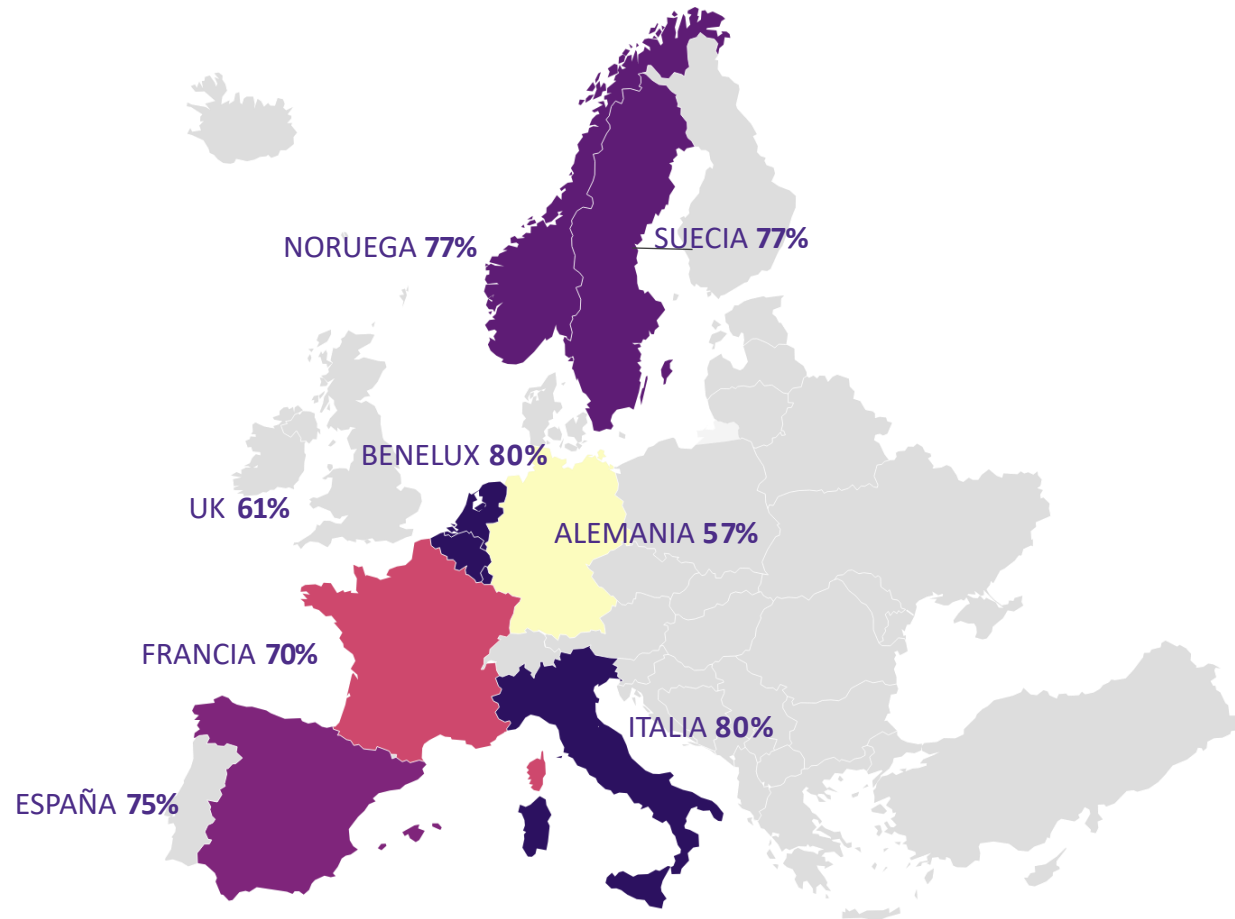 SUECIA 77%
NORUEGA 77%
BENELUX 80%
UK 61%
ALEMANIA 57%
FRANCIA 70%
ITALIA 80%
ESPAÑA 75%